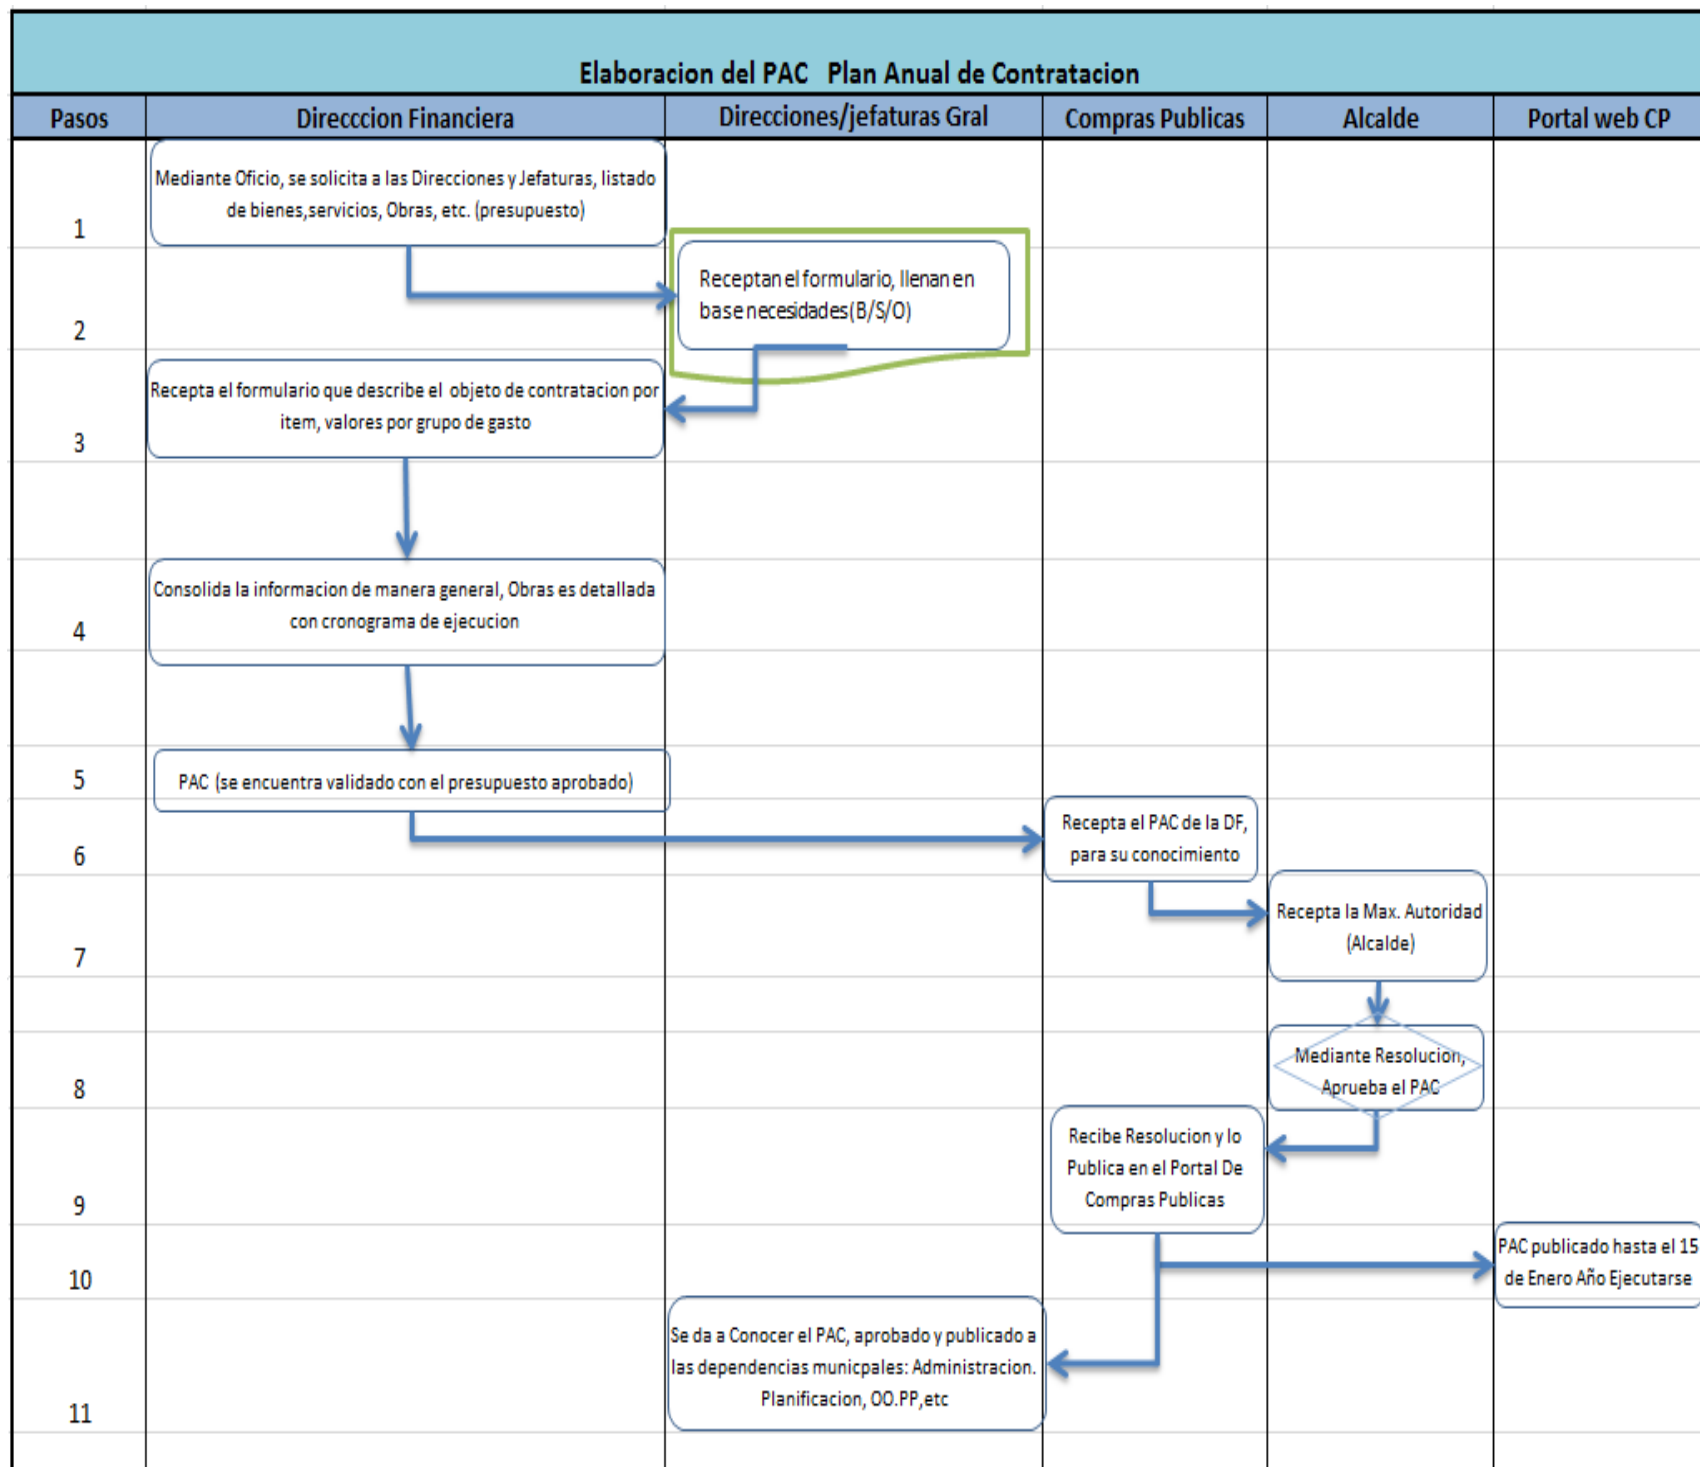 Elaboracion del PAC   Plan Anual de Contratacion
Pasos
Direcccion Financiera
Direcciones/jefaturas Gral
Compras Publicas
Alcalde
Portal web CP
1
Mediante Oficio, se solicita a las Direcciones y Jefaturas, listado
de bienes,servicios, Obras, etc. (presupuesto)
2
Receptan el formulario, llenan en
base necesidades(B/S/O)
3
Recepta el formulario que describe el objeto de contratacion por
item, valores por grupo de gasto
4
Consolida la informacion de manera general, Obras es detallada
con cronograma de ejecucion
5
PAC (se encuentra validado con el presupuesto aprobado)
6
Recepta el PAC de la DF,
para su conocimiento
7
Recepta la Max. Autoridad
(Alcalde)
8
Mediante Resolucion,
Aprueba el PAC
9
Recibe Resolucion y lo
Publica en el Portal De
Compras Publicas
10
PAC publicado hasta el 15
de Enero Año Ejecutarse
11
Se da a Conocer el PAC, aprobado y publicado a
las dependencias municpales: Administracion.
Planificacion, OO.PP,etc